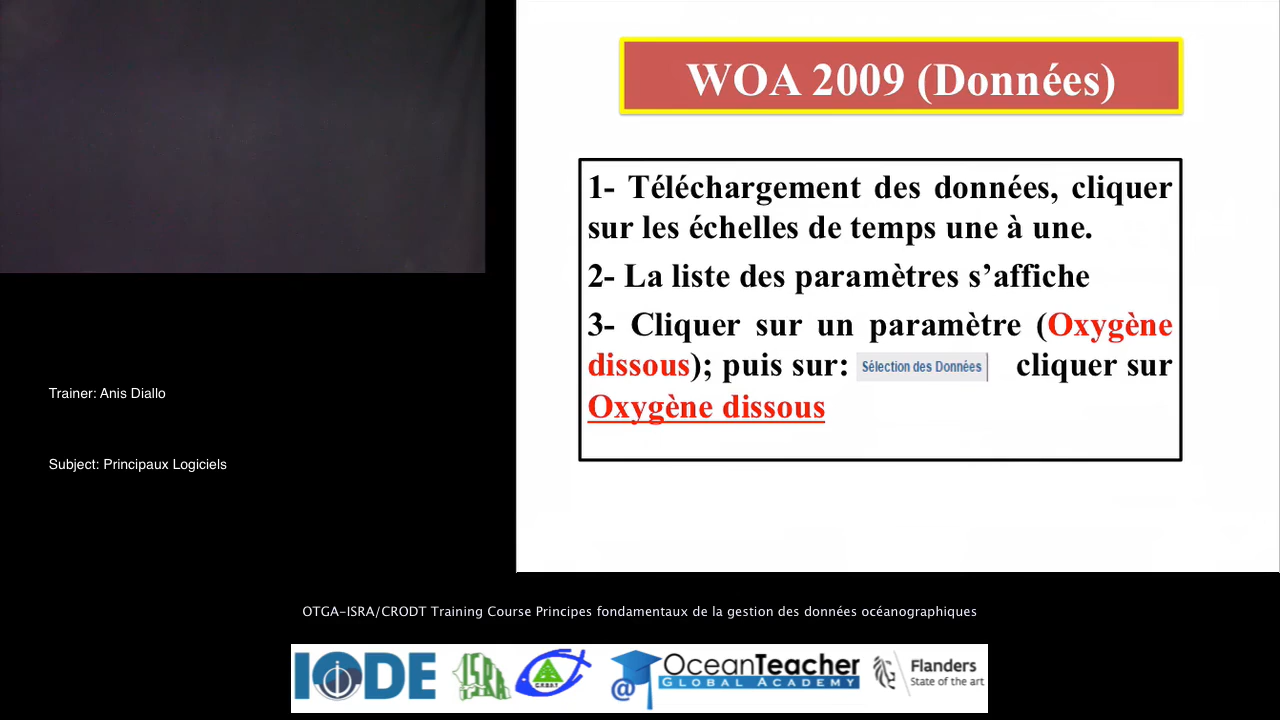 WOA 2009 (Données)
1- Téléchargement des données, cliquer
sur les échelles de temps une à une.
2- La liste des paramètres s’affiche
3- Cliquer sur un paramètre (Oxygène
dissous); puis sur: Sélection des Données cliquer sur
Oxygène dissous
Trainer: Anis Diallo
Subject: Principaux Logiciels
OTGA-ISRA/CRODT Training Course Principes fondamentaux de la gestion des données océanographiques
IODE
ISRA
@
OceanTeacher
GLOBAL ACADEMY
Flanders
State of the art